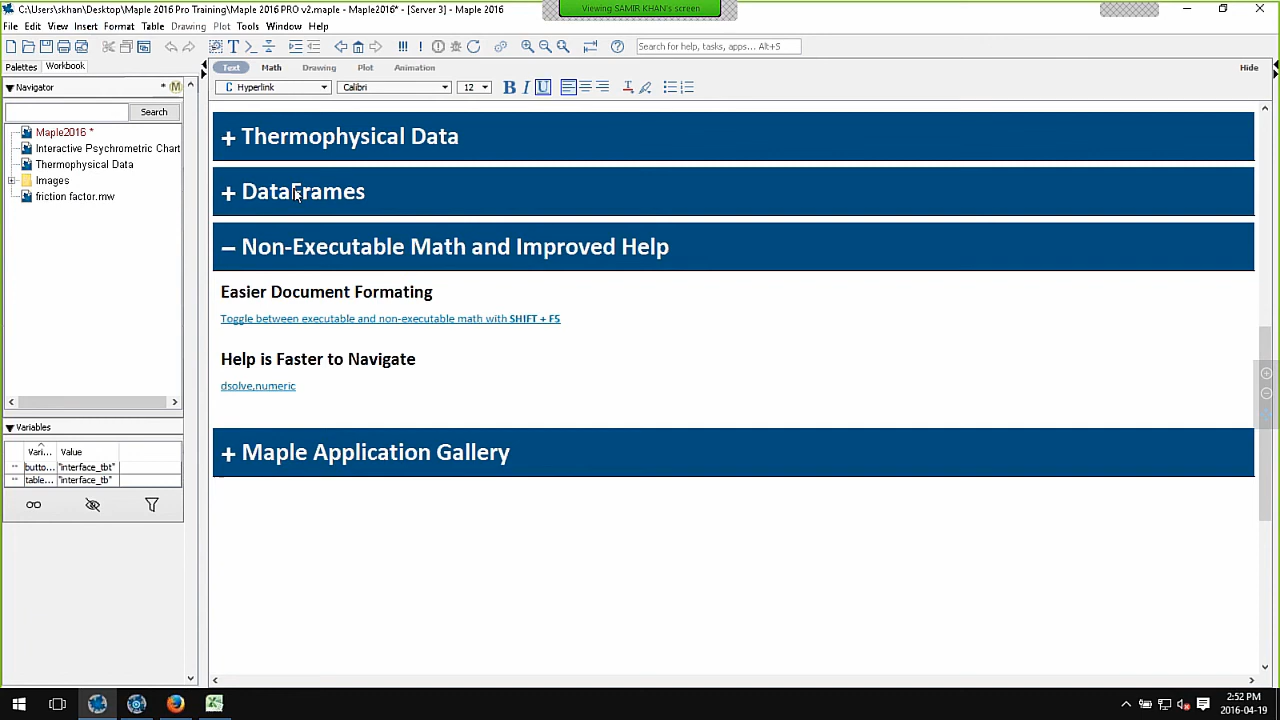 C:\Users\skhan\Desktop\Maple 2016 Pro Training\Maple 2016 PRO v2.maple - Maple2016* - [Server 3] - Maple 2016
Viewing SAMIR KHAN's screen
File Edit View Insert Format Table Drawing Plot Tools Window Help
Search for help, tasks, apps... Alt+S
Palettes Workbook
Text Math Drawing Plot Animation Hide
Navigator * M
C Hyperlink Calibri 12 B I U
Search
Maple2016 *
Interactive Psychrometric Chart
Thermophysical Data
Images
friction factor.mw
+ Thermophysical Data
+ DataFrames
– Non-Executable Math and Improved Help
Easier Document Formating
Toggle between executable and non-executable math with SHIFT + F5
Help is Faster to Navigate
dsolve,numeric
+ Maple Application Gallery
Variables
Vari... Value
butto... "interface_tbt"
table... "interface_tb"
2:52 PM
2016-04-19